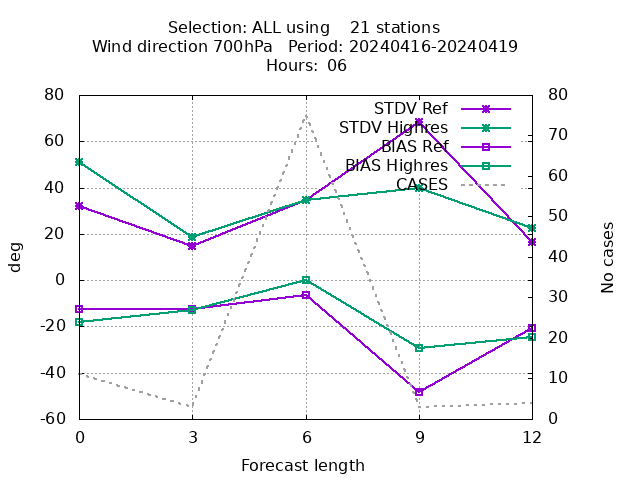 Selection: ALL using    21 stations
Wind direction 700hPa   Period: 20240416-20240419
Hours: 06
80
60
40
20
0
-20
-40
-60
80
70
60
50
40
30
20
10
0
deg
No cases
STDV Ref
STDV Highres
BIAS Ref
BIAS Highres
CASES
0
3
6
9
12
Forecast length